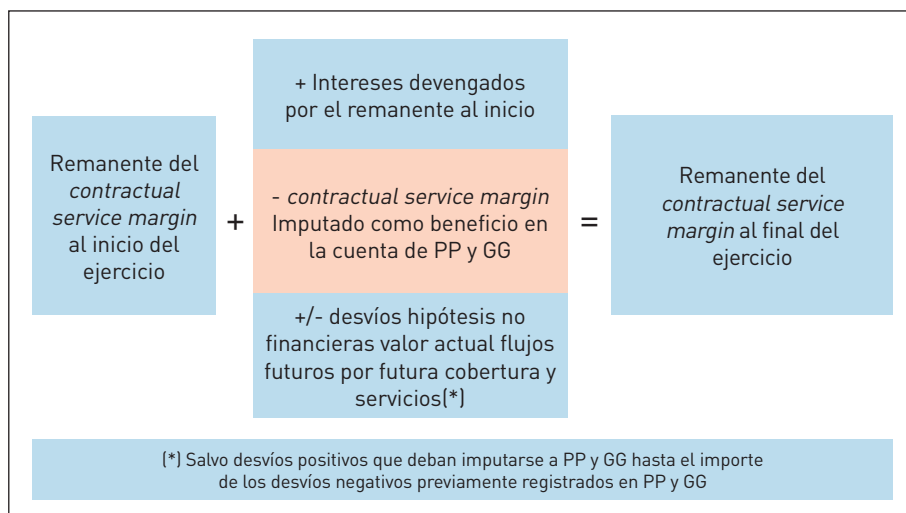 Remanente del
contractual
service margin
al inicio del
ejercicio
+
+ Intereses devengados
por el remanente al inicio
- contractual service margin
Imputado como beneficio en
la cuenta de PP y GG
+/- desvíos hipótesis no
financieras valor actual flujos
futuros por futura cobertura y
servicios(*)
=
Remanente del
contractual service
margin al final del
ejercicio
(*) Salvo desvíos positivos que deban imputarse a PP y GG hasta el importe
de los desvíos negativos previamente registrados en PP y GG